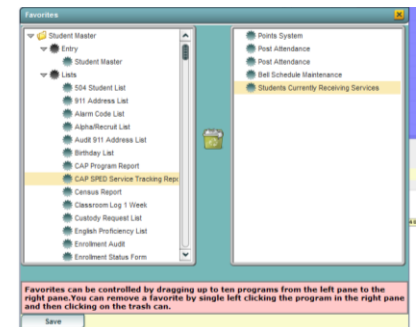 Favorites
Student Master
Entry
Student Master
Lists
504 Student List
911 Address List
Alarm Code List
Alpha/Recruit List
Audit 911 Address List
Birthday List
CAP Program Report
CAP SPED Service Tracking Repo
Census Report
Classroom Log 1 Week
Custody Request List
English Proficiency List
Enrollment Audit
Enrollment Status Form
Points System
Post Attendance
Post Attendance
Bell Schedule Maintenance
Students Currently Receiving Services
Favorites can be controlled by dragging up to ten programs from the left pane to the
right pane.You can remove a favorite by single left clicking the program in the right pane
and then clicking on the trash can.
Save